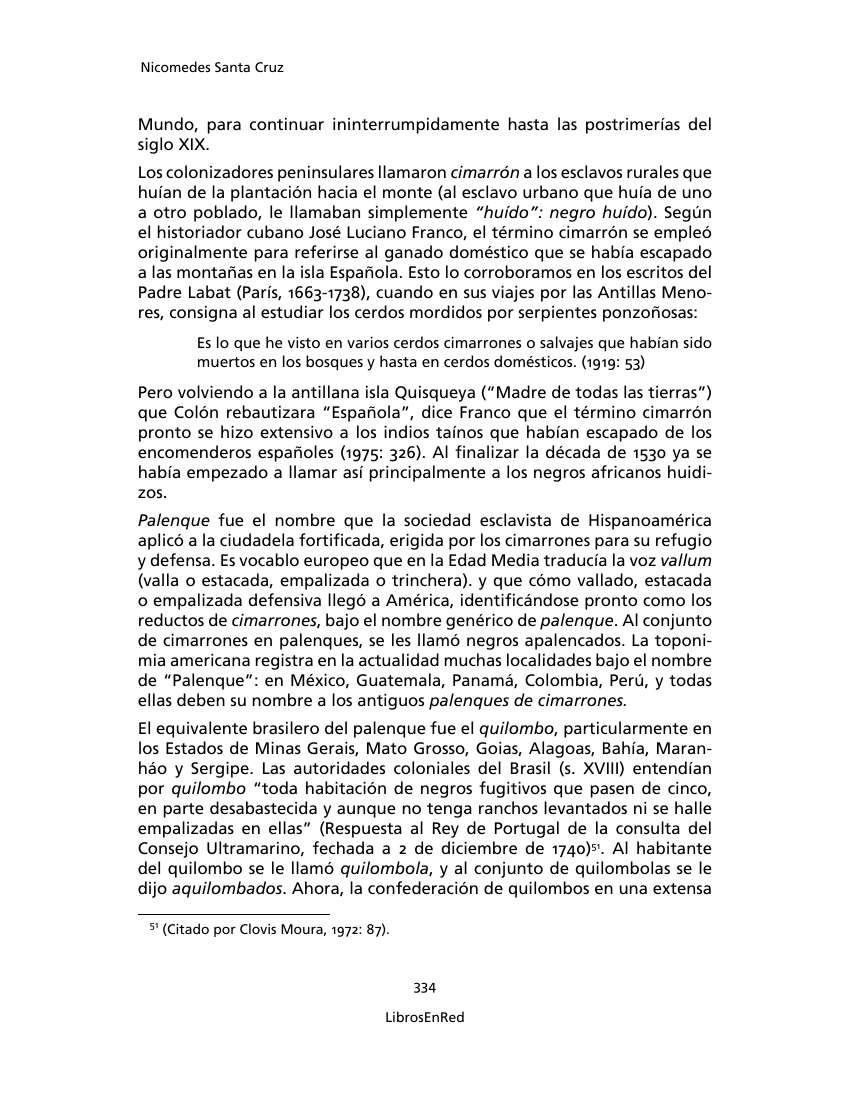 Nicomedes Santa Cruz
Mundo, para continuar ininterrumpidamente hasta las postrimerías del
siglo XIX.
Los colonizadores peninsulares llamaron cimarrón a los esclavos rurales que
huían de la plantación hacia el monte (al esclavo urbano que huía de uno
a otro poblado, le llamaban simplemente “huído”: negro huído). Según
el historiador cubano José Luciano Franco, el término cimarrón se empleó
originalmente para referirse al ganado doméstico que se había escapado
a las montañas en la isla Española. Esto lo corroboramos en los escritos del
Padre Labat (París, 1663-1738), cuando en sus viajes por las Antillas Meno-
res, consigna al estudiar los cerdos mordidos por serpientes ponzoñosas:
Es lo que he visto en varios cerdos cimarrones o salvajes que habían sido
muertos en los bosques y hasta en cerdos domésticos. (1919: 53)
Pero volviendo a la antillana isla Quisqueya (“Madre de todas las tierras”)
que Colón rebautizara “Española”, dice Franco que el término cimarrón
pronto se hizo extensivo a los indios taínos que habían escapado de los
encomenderos españoles (1975: 326). Al finalizar la década de 1530 ya se
había empezado a llamar así principalmente a los negros africanos huidi-
zos.
Palenque fue el nombre que la sociedad esclavista de Hispanoamérica
aplicó a la ciudadela fortificada, erigida por los cimarrones para su refugio
y defensa. Es vocablo europeo que en la Edad Media traducía la voz vallum
(valla o estacada, empalizada o trinchera). y que cómo vallado, estacada
o empalizada defensiva llegó a América, identificándose pronto como los
reductos de cimarrones, bajo el nombre genérico de palenque. Al conjunto
de cimarrones en palenques, se les llamó negros apalencados. La toponi-
mia americana registra en la actualidad muchas localidades bajo el nombre
de “Palenque”: en México, Guatemala, Panamá, Colombia, Perú, y todas
ellas deben su nombre a los antiguos palenques de cimarrones.
El equivalente brasilero del palenque fue el quilombo, particularmente en
los Estados de Minas Gerais, Mato Grosso, Goias, Alagoas, Bahía, Maran-
háo y Sergipe. Las autoridades coloniales del Brasil (s. XVIII) entendían
por quilombo “toda habitación de negros fugitivos que pasen de cinco,
en parte desabastecida y aunque no tenga ranchos levantados ni se halle
empalizadas en ellas” (Respuesta al Rey de Portugal de la consulta del
Consejo Ultramarino, fechada a 2 de diciembre de 1740)51. Al habitante
del quilombo se le llamó quilombola, y al conjunto de quilombolas se le
dijo aquilombados. Ahora, la confederación de quilombos en una extensa
51 (Citado por Clovis Moura, 1972: 87).
334
LibrosEnRed